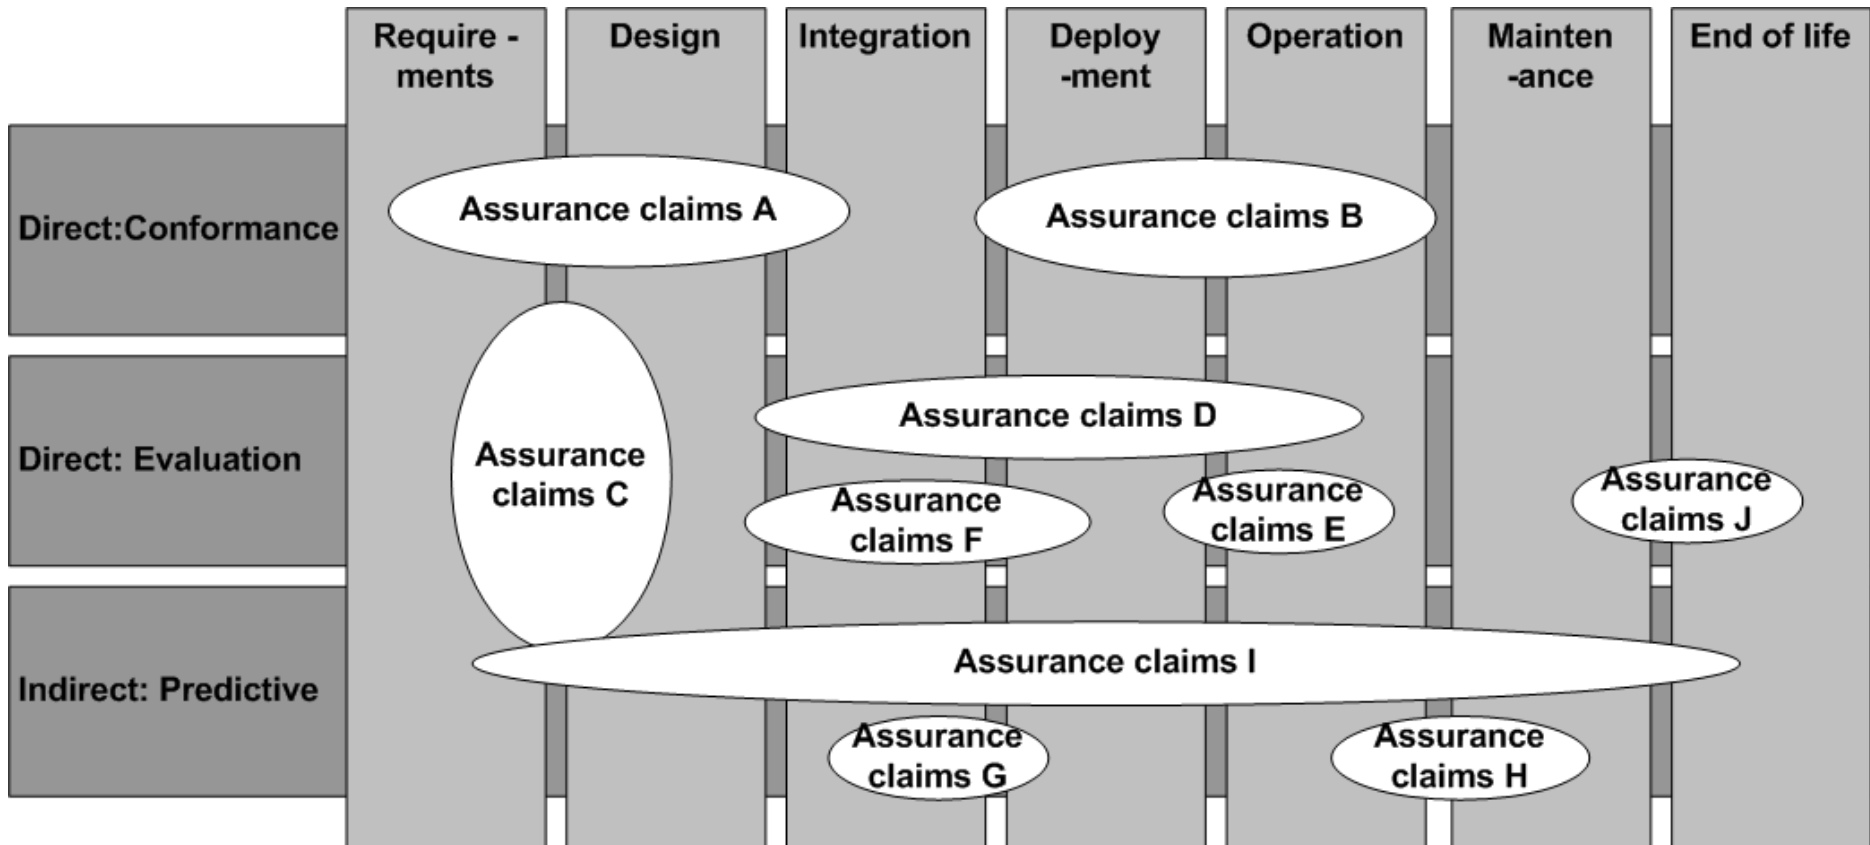 Require -
ments
Design
Integration
Deploy
-ment
Operation
Mainten
-ance
End of life
Direct:Conformance
Assurance claims A
Assurance claims B
Direct: Evaluation
Assurance
claims C
Assurance claims D
Assurance
claims F
Assurance
claims E
Assurance
claims J
Indirect: Predictive
Assurance claims I
Assurance
claims G
Assurance
claims H